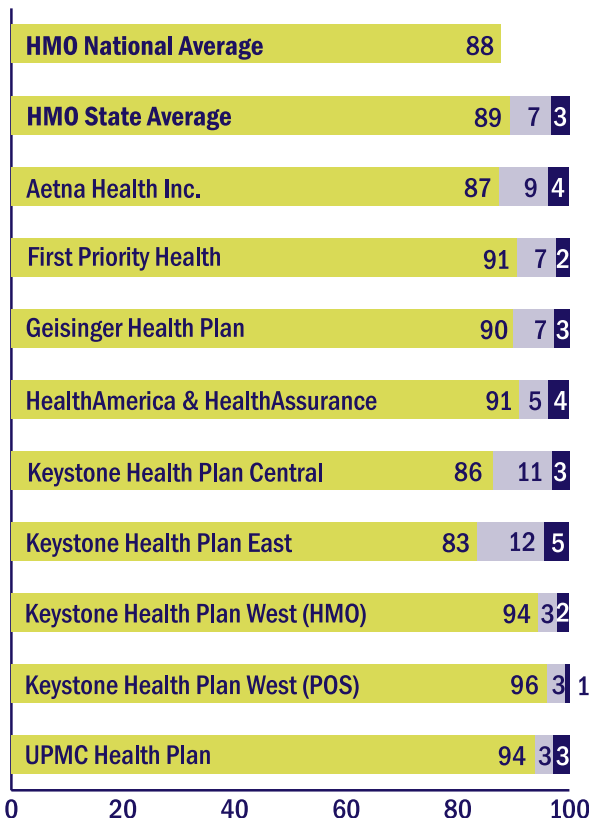 HMO National Average 88
HMO State Average 89 7 3
Aetna Health Inc. 87 9 4
First Priority Health 91 7 2
Geisinger Health Plan 90 7 3
HealthAmerica & HealthAssurance 91 5 4
Keystone Health Plan Central 86 11 3
Keystone Health Plan East 83 12 5
Keystone Health Plan West (HMO) 94 3 2
Keystone Health Plan West (POS) 96 3 1
UPMC Health Plan 94 3 3
0 20 40 60 80 100